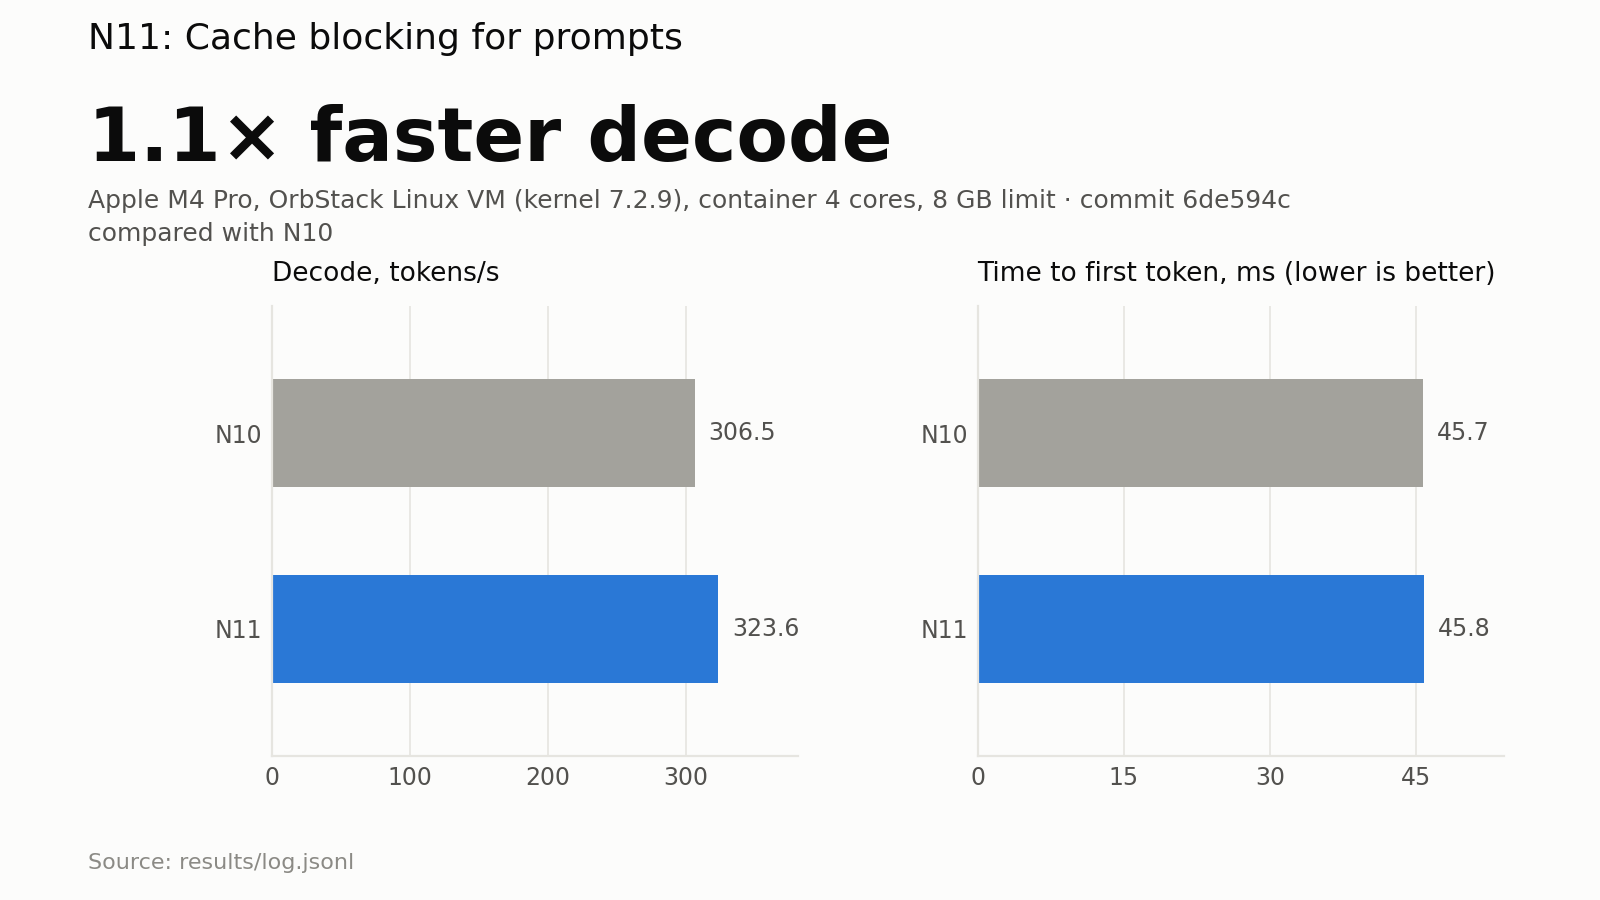 N11: Cache blocking for prompts
1.1× faster decode
Apple M4 Pro, OrbStack Linux VM (kernel 7.2.9), container 4 cores, 8 GB limit · commit 6de594c
compared with N10
Decode, tokens/s
N10
306.5
N11
323.6
0
100
200
300
Time to first token, ms (lower is better)
N10
45.7
N11
45.8
0
15
30
45
Source: results/log.jsonl